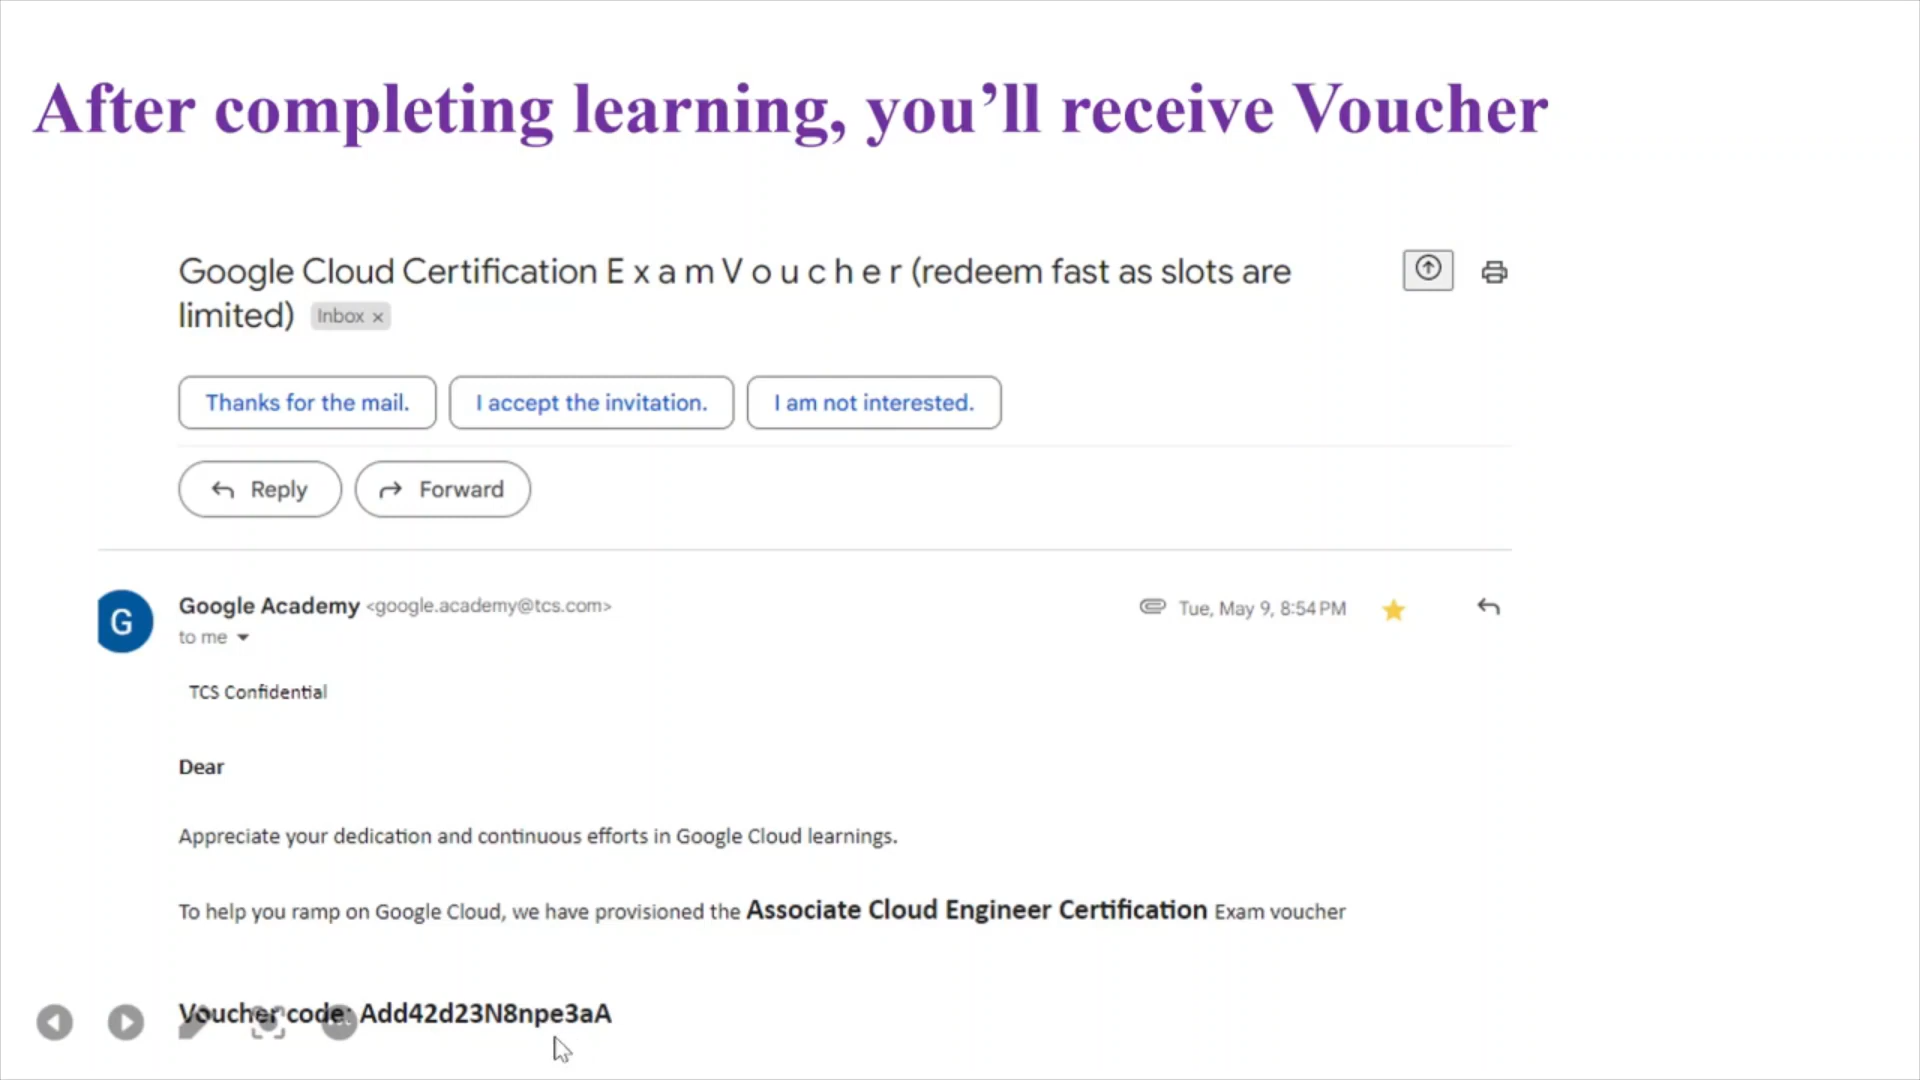 After completing learning, you’ll receive Voucher
Google Cloud Certification E x a m V o u c h e r (redeem fast as slots are
limited) Inbox ×
Thanks for the mail. I accept the invitation. I am not interested.
Reply Forward
G Google Academy <google.academy@tcs.com> Tue, May 9, 8:54 PM
to me
TCS Confidential
Dear
Appreciate your dedication and continuous efforts in Google Cloud learnings.
To help you ramp on Google Cloud, we have provisioned the Associate Cloud Engineer Certification Exam voucher
Voucher code: Add42d23N8npe3aA